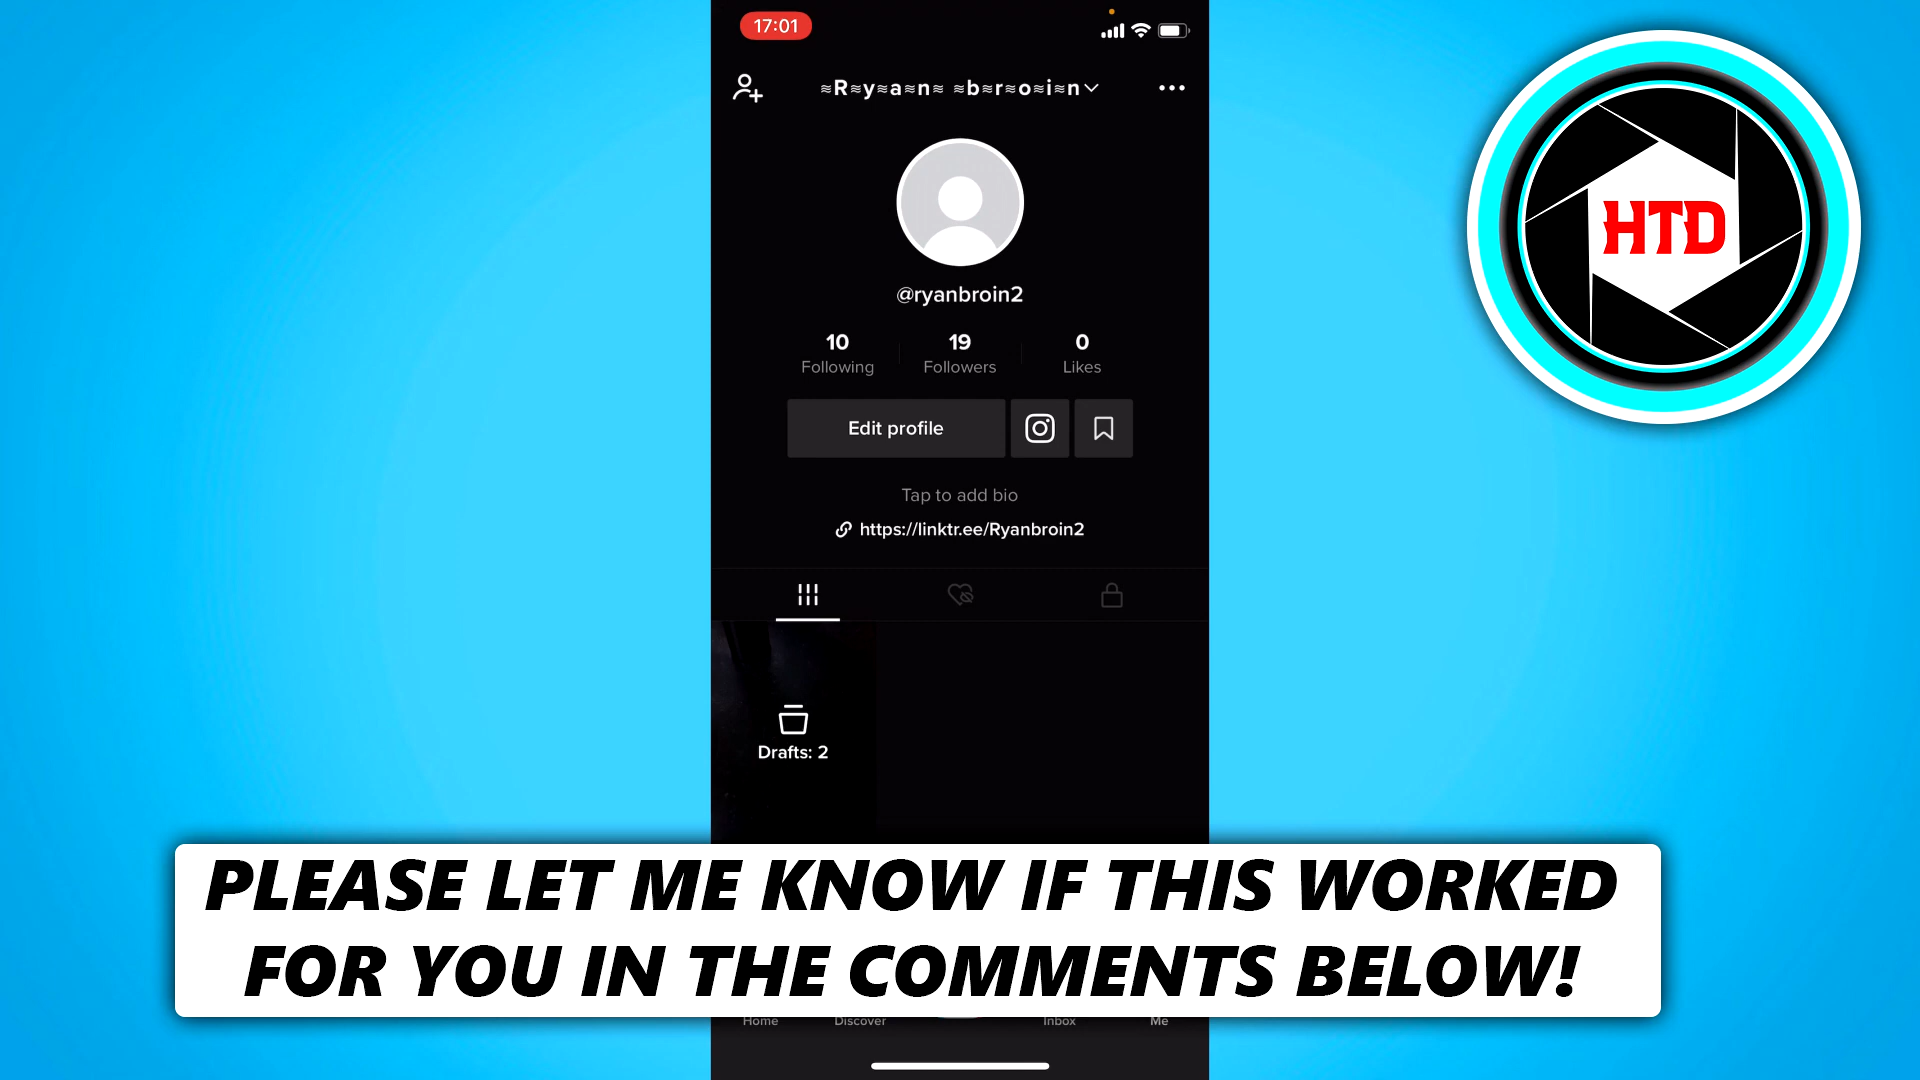 17:01
≋R≋y≋a≋n≋ ≋b≋r≋o≋i≋n
HTD
@ryanbroin2
10 19 0
Following Followers Likes
Edit profile
Tap to add bio
https://linktr.ee/Ryanbroin2
Drafts: 2
PLEASE LET ME KNOW IF THIS WORKED
FOR YOU IN THE COMMENTS BELOW!
Home Discover Inbox Me